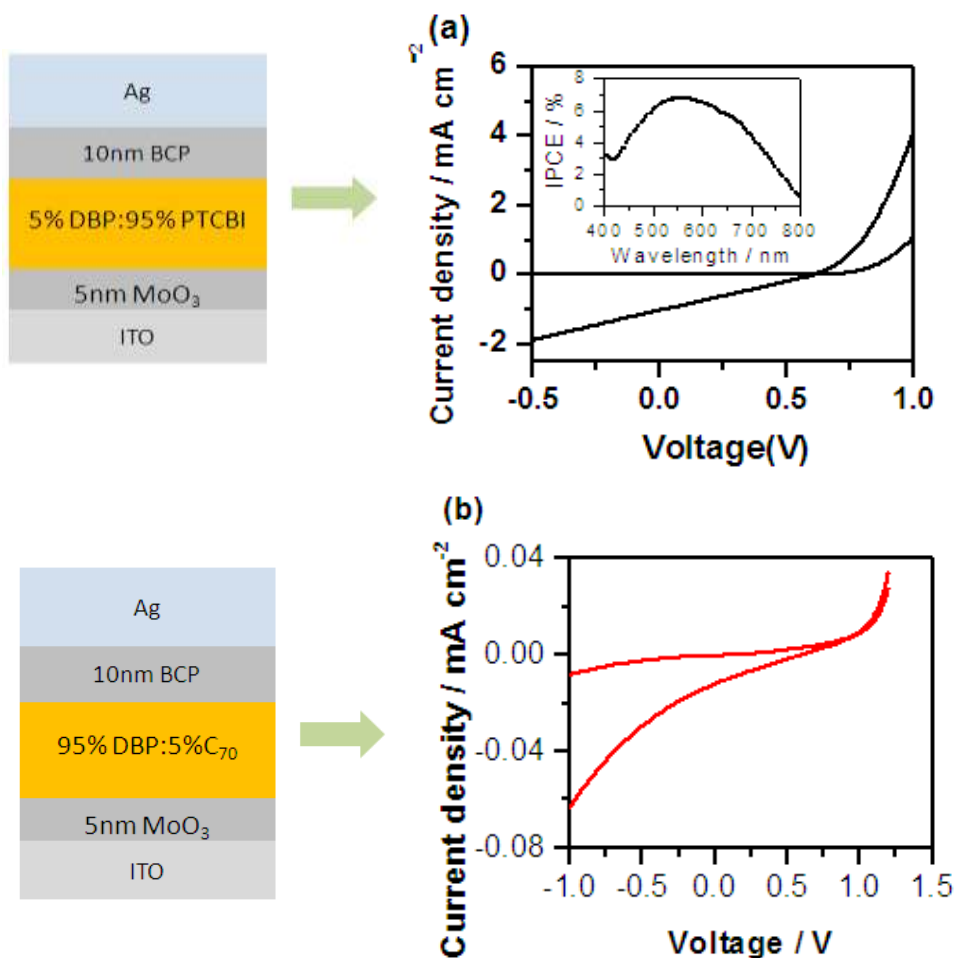 (a)
Ag
10nm BCP
5% DBP:95% PTCBI
5nm MoO₃
ITO
Current density / mA cm⁻²
6
4
2
0
-2
-0.5
0.0
0.5
1.0
Voltage(V)
IPCE / %
8
6
4
2
0
400 500 600 700 800
Wavelength / nm
(b)
Ag
10nm BCP
95% DBP:5%C₇₀
5nm MoO₃
ITO
Current density / mA cm⁻²
0.04
0.00
-0.04
-0.08
-1.0 -0.5 0.0 0.5 1.0 1.5
Voltage / V